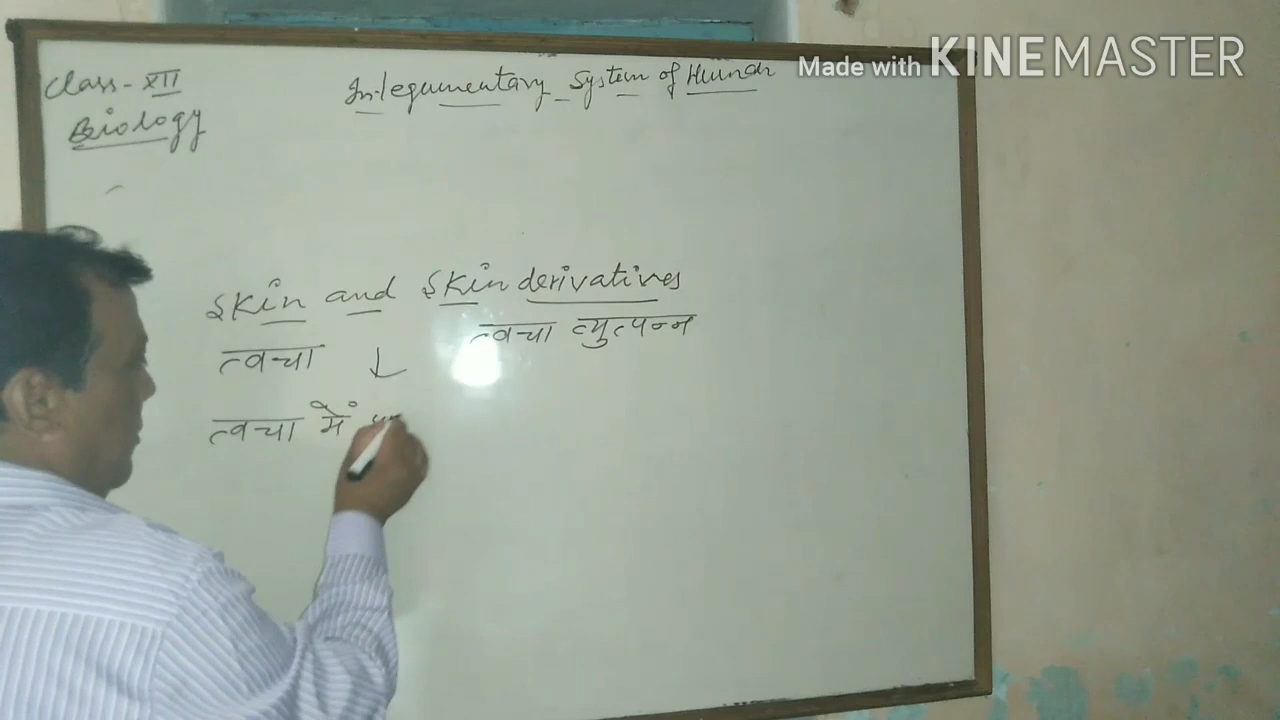 Made with KINEMASTER
Class - XII
Integumentary System of Human
Biology
Skin and Skin derivatives
त्वचा त्वचा व्युत्पन्न
त्वचा में